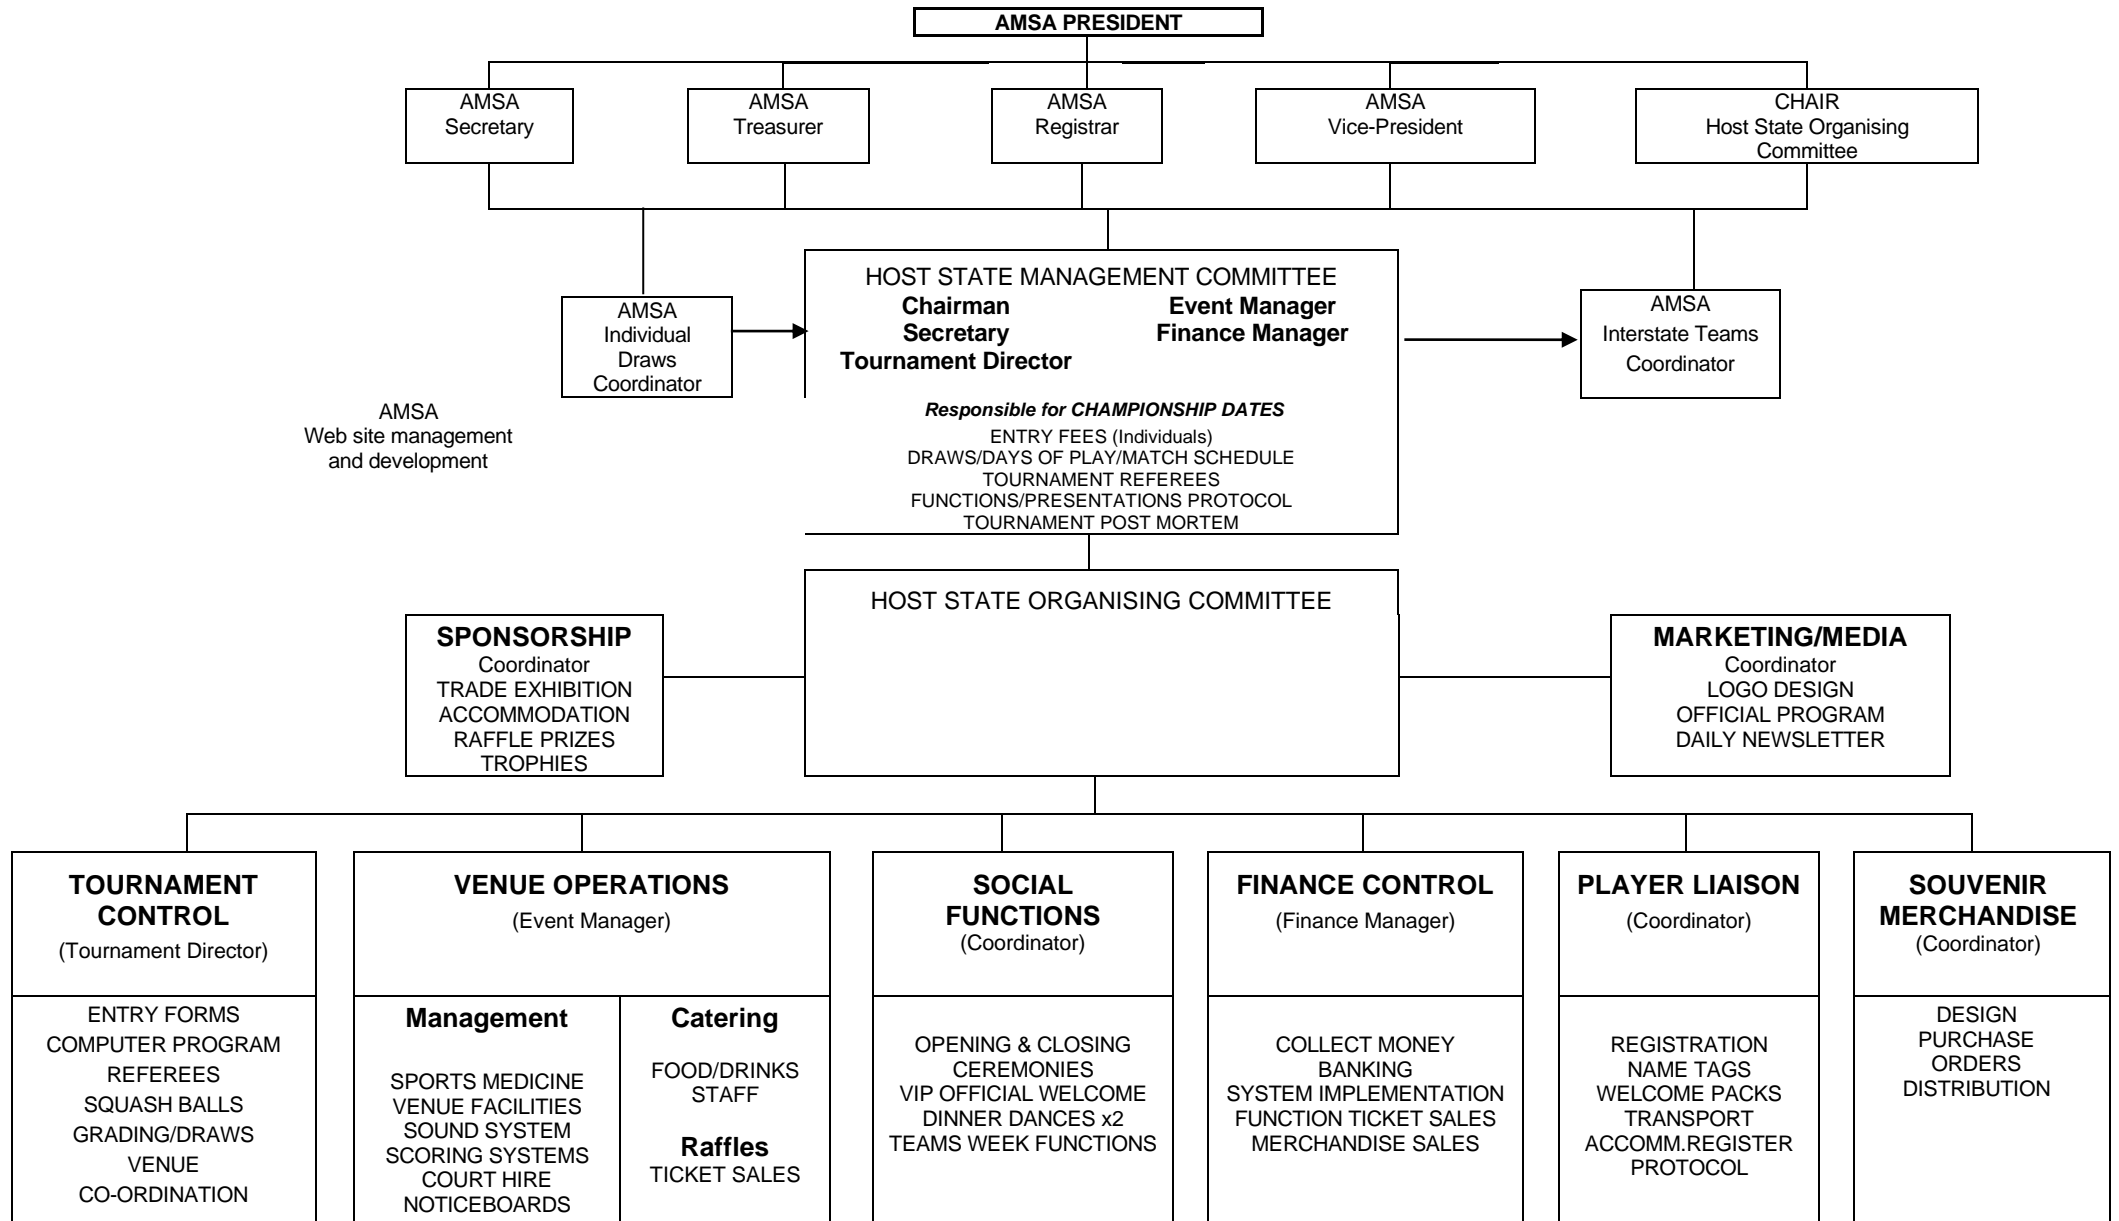 AMSA PRESIDENT
AMSA
Secretary
AMSA
Treasurer
AMSA
Registrar
AMSA
Vice-President
CHAIR
Host State Organising
Committee
AMSA
Individual
Draws
Coordinator
HOST STATE MANAGEMENT COMMITTEE
Chairman Event Manager
Secretary Finance Manager
Tournament Director
Responsible for CHAMPIONSHIP DATES
ENTRY FEES (Individuals)
DRAWS/DAYS OF PLAY/MATCH SCHEDULE
TOURNAMENT REFEREES
FUNCTIONS/PRESENTATIONS PROTOCOL
TOURNAMENT POST MORTEM
AMSA
Interstate Teams
Coordinator
AMSA
Web site management
and development
HOST STATE ORGANISING COMMITTEE
SPONSORSHIP
Coordinator
TRADE EXHIBITION
ACCOMMODATION
RAFFLE PRIZES
TROPHIES
MARKETING/MEDIA
Coordinator
LOGO DESIGN
OFFICIAL PROGRAM
DAILY NEWSLETTER
TOURNAMENT
CONTROL
(Tournament Director)
ENTRY FORMS
COMPUTER PROGRAM
REFEREES
SQUASH BALLS
GRADING/DRAWS
VENUE
CO-ORDINATION
VENUE OPERATIONS
(Event Manager)
Management
SPORTS MEDICINE
VENUE FACILITIES
SOUND SYSTEM
SCORING SYSTEMS
COURT HIRE
NOTICEBOARDS
Catering
FOOD/DRINKS
STAFF
Raffles
TICKET SALES
SOCIAL
FUNCTIONS
(Coordinator)
OPENING & CLOSING
CEREMONIES
VIP OFFICIAL WELCOME
DINNER DANCES x2
TEAMS WEEK FUNCTIONS
FINANCE CONTROL
(Finance Manager)
COLLECT MONEY
BANKING
SYSTEM IMPLEMENTATION
FUNCTION TICKET SALES
MERCHANDISE SALES
PLAYER LIAISON
(Coordinator)
REGISTRATION
NAME TAGS
WELCOME PACKS
TRANSPORT
ACCOMM.REGISTER
PROTOCOL
SOUVENIR
MERCHANDISE
(Coordinator)
DESIGN
PURCHASE
ORDERS
DISTRIBUTION